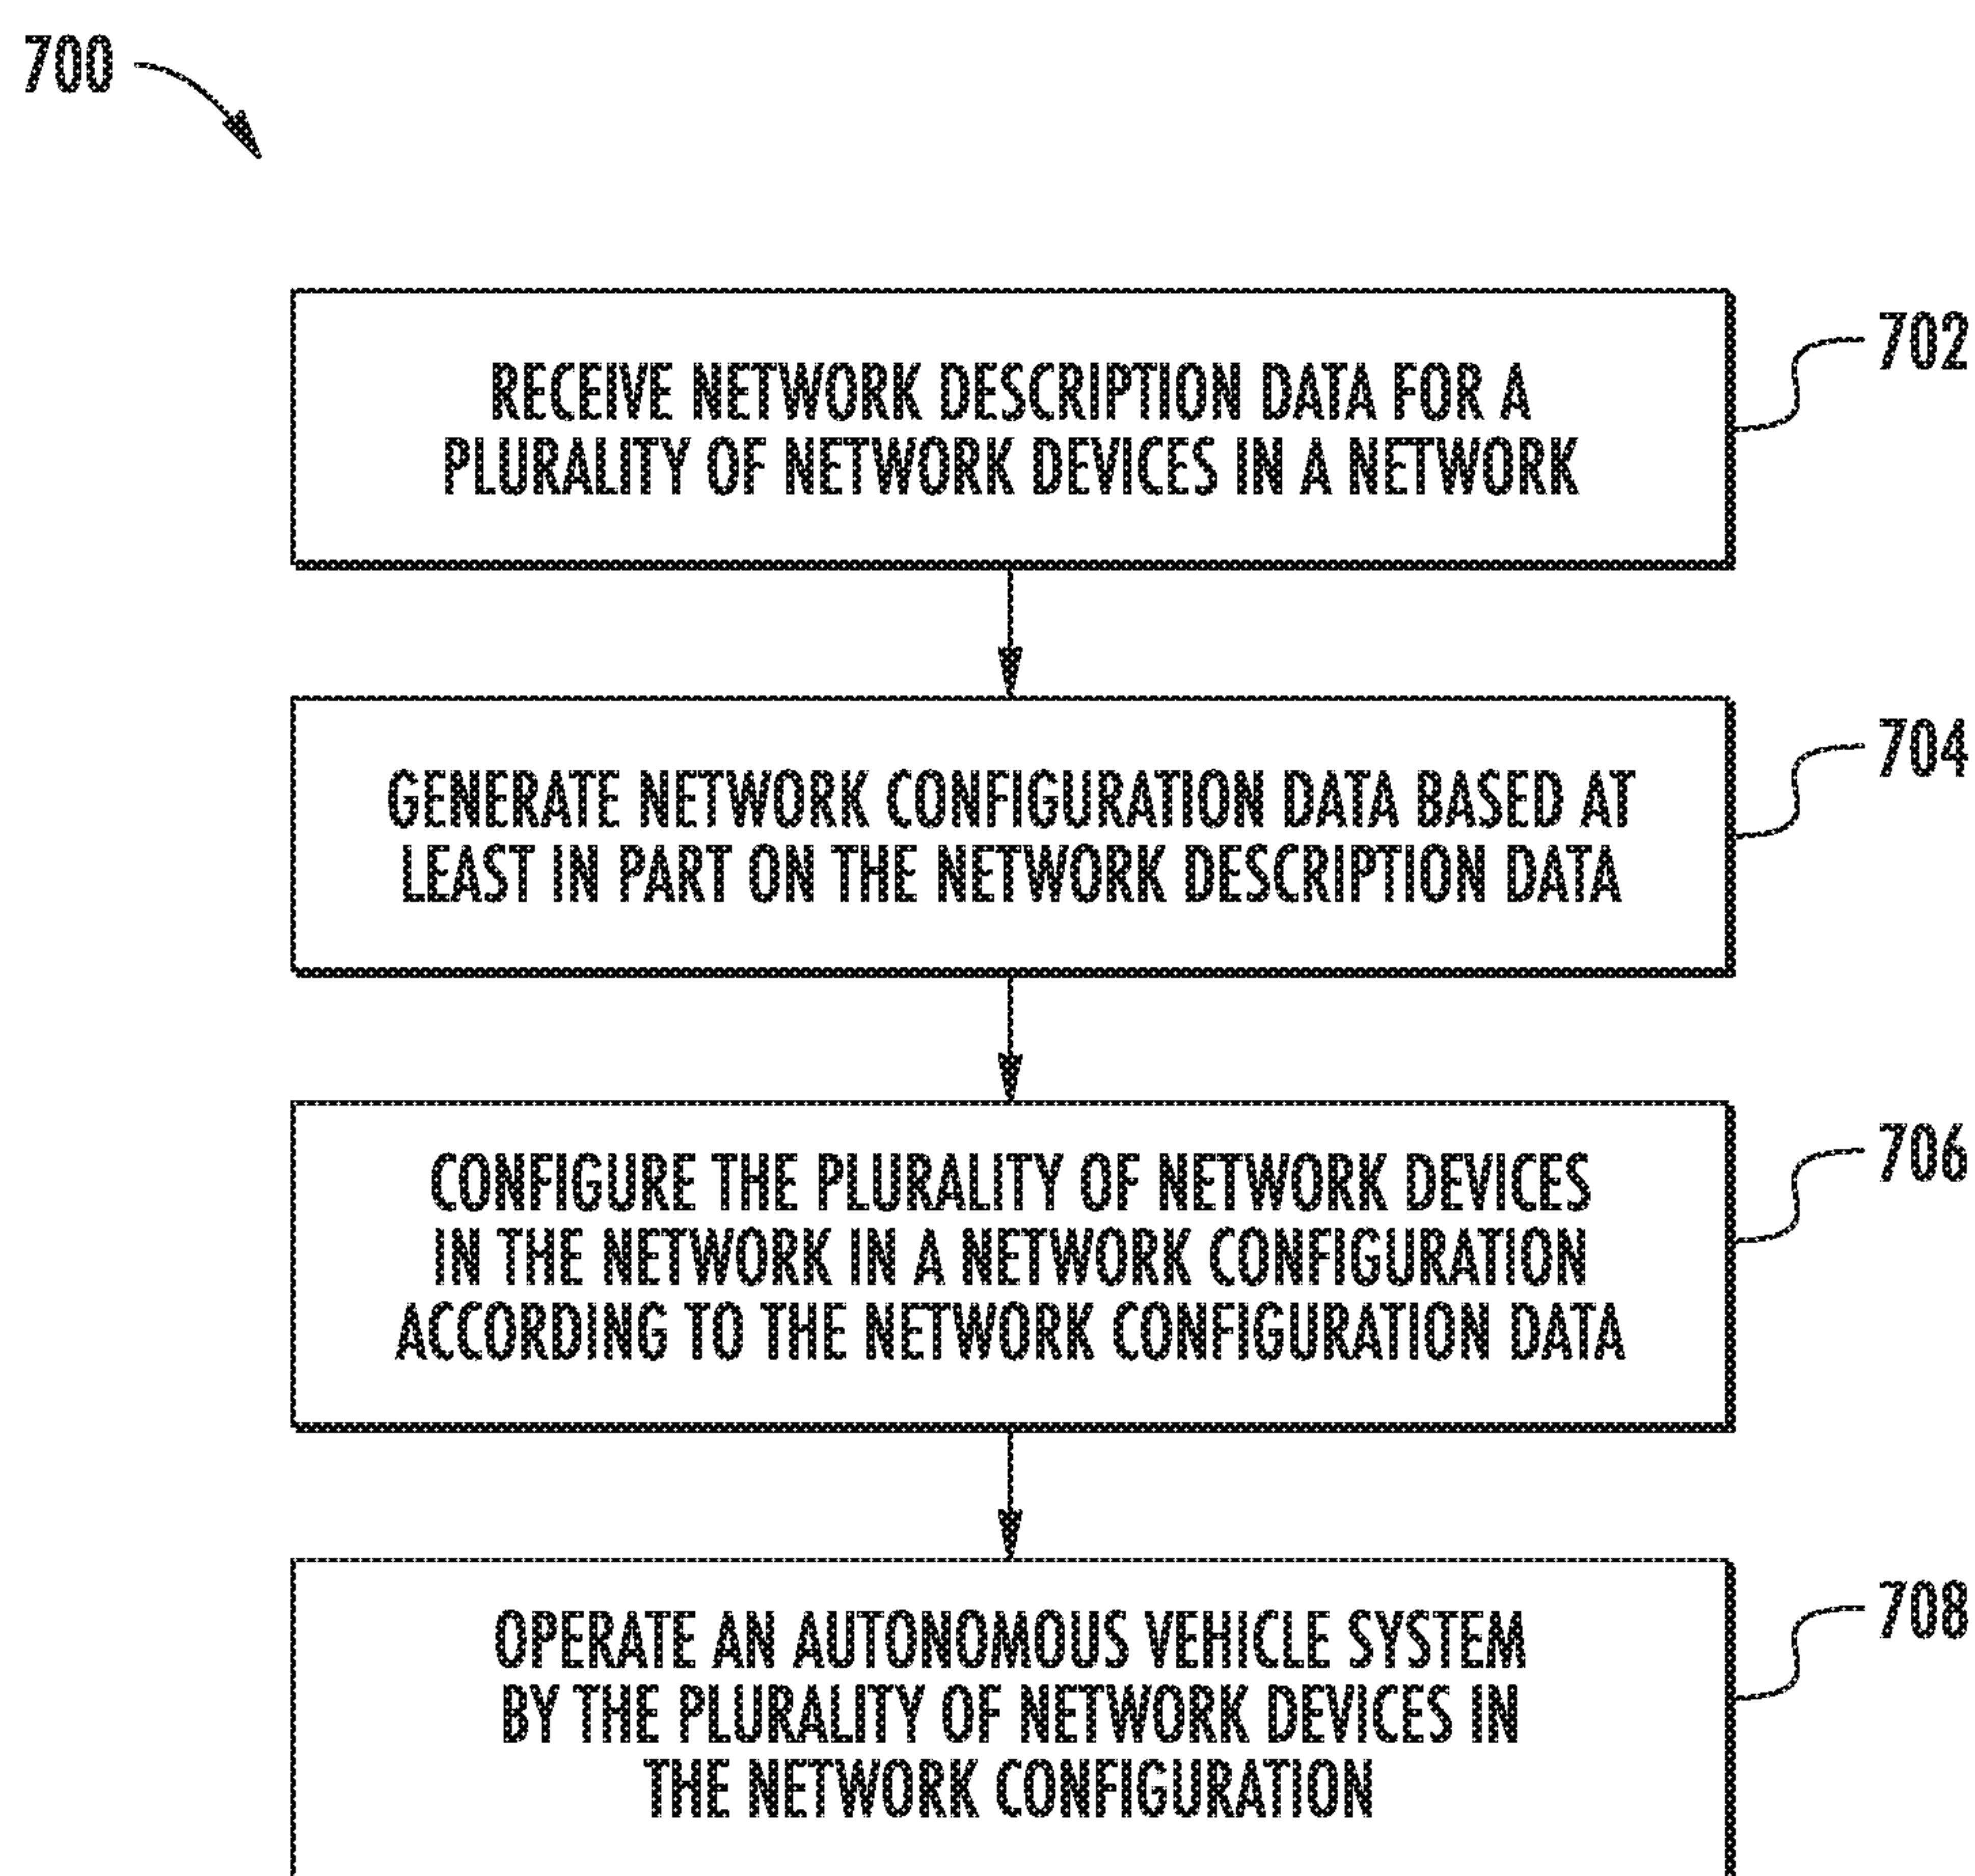 700
RECEIVE NETWORK DESCRIPTION DATA FOR A
PLURALITY OF NETWORK DEVICES IN A NETWORK
702
GENERATE NETWORK CONFIGURATION DATA BASED AT
LEAST IN PART ON THE NETWORK DESCRIPTION DATA
704
CONFIGURE THE PLURALITY OF NETWORK DEVICES
IN THE NETWORK IN A NETWORK CONFIGURATION
ACCORDING TO THE NETWORK CONFIGURATION DATA
706
OPERATE AN AUTONOMOUS VEHICLE SYSTEM
BY THE PLURALITY OF NETWORK DEVICES IN
THE NETWORK CONFIGURATION
708